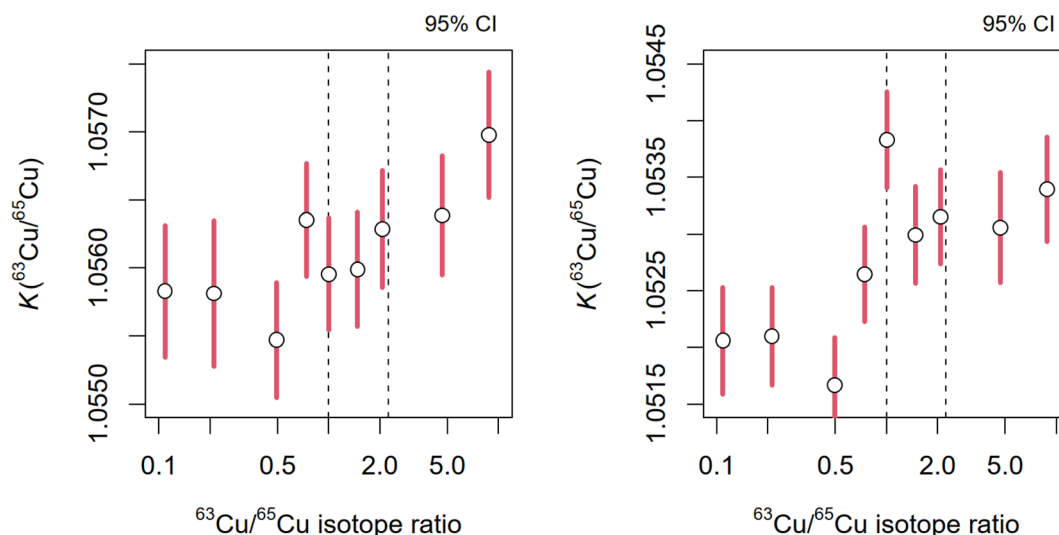 95% CI
K(⁶³Cu/⁶⁵Cu)
1.0570
1.0560
1.0550
0.1 0.5 2.0 5.0
⁶³Cu/⁶⁵Cu isotope ratio
95% CI
K(⁶³Cu/⁶⁵Cu)
1.0545
1.0535
1.0525
1.0515
0.1 0.5 2.0 5.0
⁶³Cu/⁶⁵Cu isotope ratio